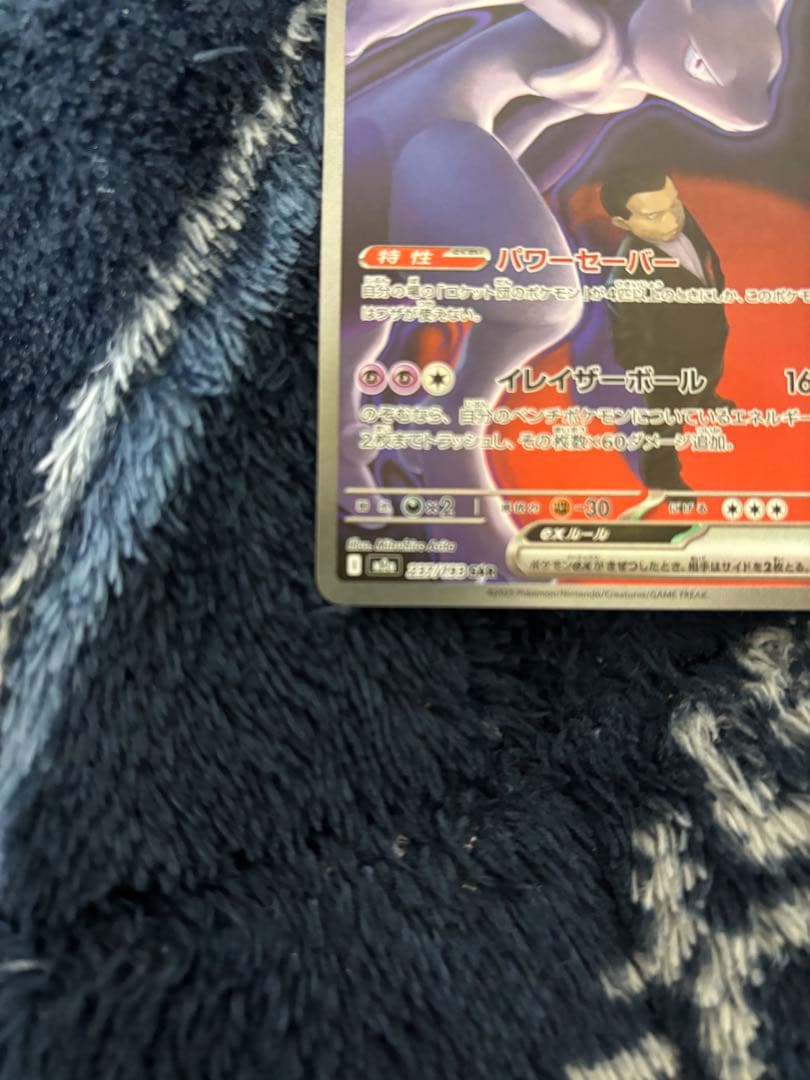 特性 パワーセーバー
自分の場の「ロケット団のポケモン」が4匹以上のときにしか、このポケモ
はワザが使えない。
イレイザーボール 16
のぞむなら、自分のベンチポケモンについているエネルギー
2枚までトラッシュし、その枚数×60ダメージ追加。
×2 抵抗力 -30 にげる
exルール
Illus.
ポケモンexがきぜつしたとき、相手はサイドを2枚とる。
SAR
©2025 Pokémon/Nintendo/Creatures/GAME FREAK.